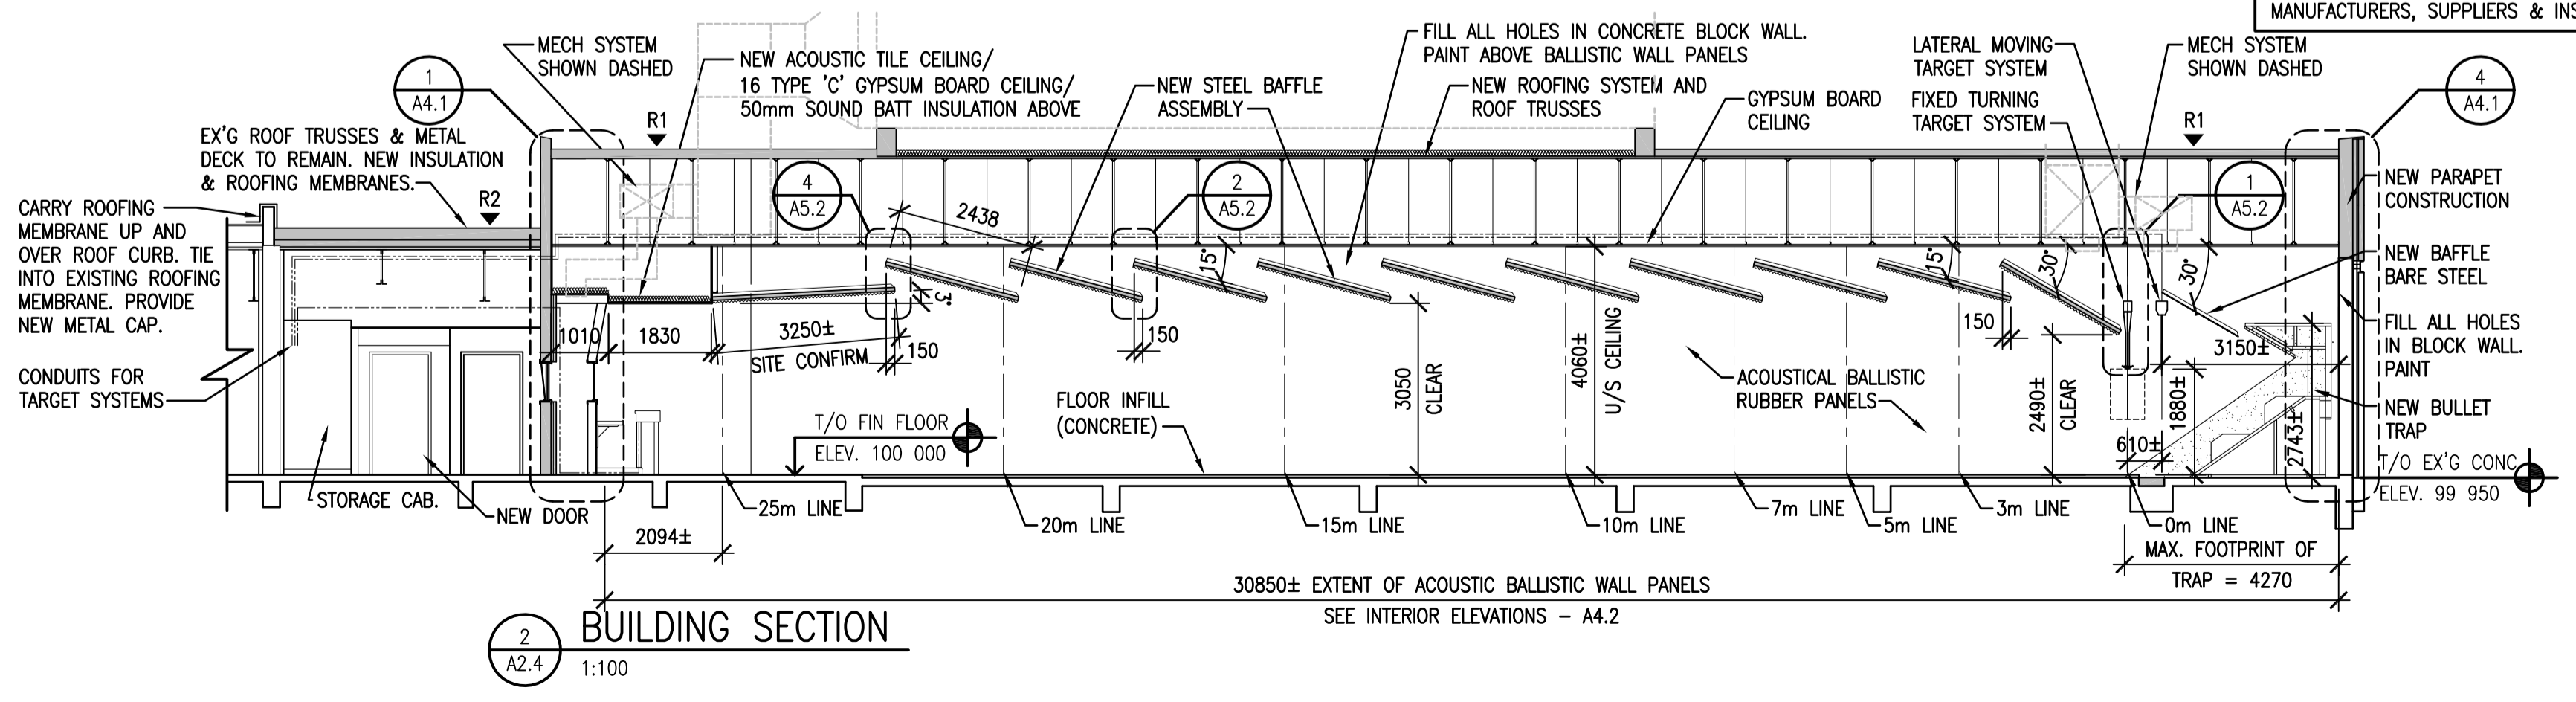 MANUFACTURERS, SUPPLIERS & INS
MECH SYSTEM
SHOWN DASHED
NEW ACOUSTIC TILE CEILING/
16 TYPE 'C' GYPSUM BOARD CEILING/
50mm SOUND BATT INSULATION ABOVE
NEW STEEL BAFFLE
ASSEMBLY
FILL ALL HOLES IN CONCRETE BLOCK WALL.
PAINT ABOVE BALLISTIC WALL PANELS
NEW ROOFING SYSTEM AND
ROOF TRUSSES
GYPSUM BOARD
CEILING
LATERAL MOVING
TARGET SYSTEM
FIXED TURNING
TARGET SYSTEM
MECH SYSTEM
SHOWN DASHED
1
A4.1
4
A4.1
R1
R1
EX'G ROOF TRUSSES & METAL
DECK TO REMAIN. NEW INSULATION
& ROOFING MEMBRANES.
R2
4
A5.2
2
A5.2
1
A5.2
CARRY ROOFING
MEMBRANE UP AND
OVER ROOF CURB. TIE
INTO EXISTING ROOFING
MEMBRANE. PROVIDE
NEW METAL CAP.
CONDUITS FOR
TARGET SYSTEMS
NEW PARAPET
CONSTRUCTION
NEW BAFFLE
BARE STEEL
FILL ALL HOLES
IN BLOCK WALL.
PAINT
NEW BULLET
TRAP
2438
15°
15°
30°
30°
3°
1010
1830
3250±
SITE CONFIRM
150
150
150
3050
CLEAR
4060±
U/S CEILING
ACOUSTICAL BALLISTIC
RUBBER PANELS
2490±
CLEAR
3150±
1880±
610±
2743±
T/O FIN FLOOR
ELEV. 100 000
FLOOR INFILL
(CONCRETE)
T/O EX'G CONC
ELEV. 99 950
STORAGE CAB.
NEW DOOR
25m LINE
20m LINE
15m LINE
10m LINE
7m LINE
5m LINE
3m LINE
0m LINE
2094±
MAX. FOOTPRINT OF
TRAP = 4270
30850± EXTENT OF ACOUSTIC BALLISTIC WALL PANELS
SEE INTERIOR ELEVATIONS - A4.2
2
A2.4
BUILDING SECTION
1:100